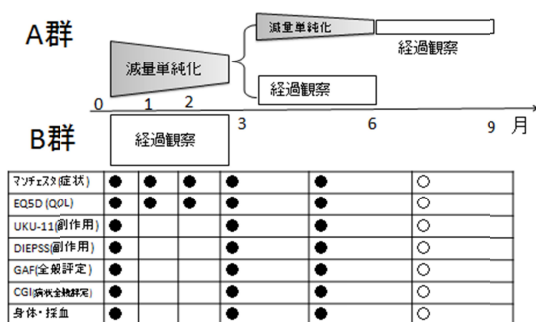 A群
減量単純化
減量単純化
経過観察
経過観察
0 1 2 3 6 9 月
B群
経過観察
マンチェスタ(症状) ● ● ● ● ● ○
EQ5D (QOL) ● ● ● ● ● ○
UKU-11(副作用) ● ● ● ○
DIEPSS(副作用) ● ● ● ○
GAF(全般評定) ● ● ● ○
CGI(病状全般評定) ● ● ● ○
身体・採血 ● ● ● ○